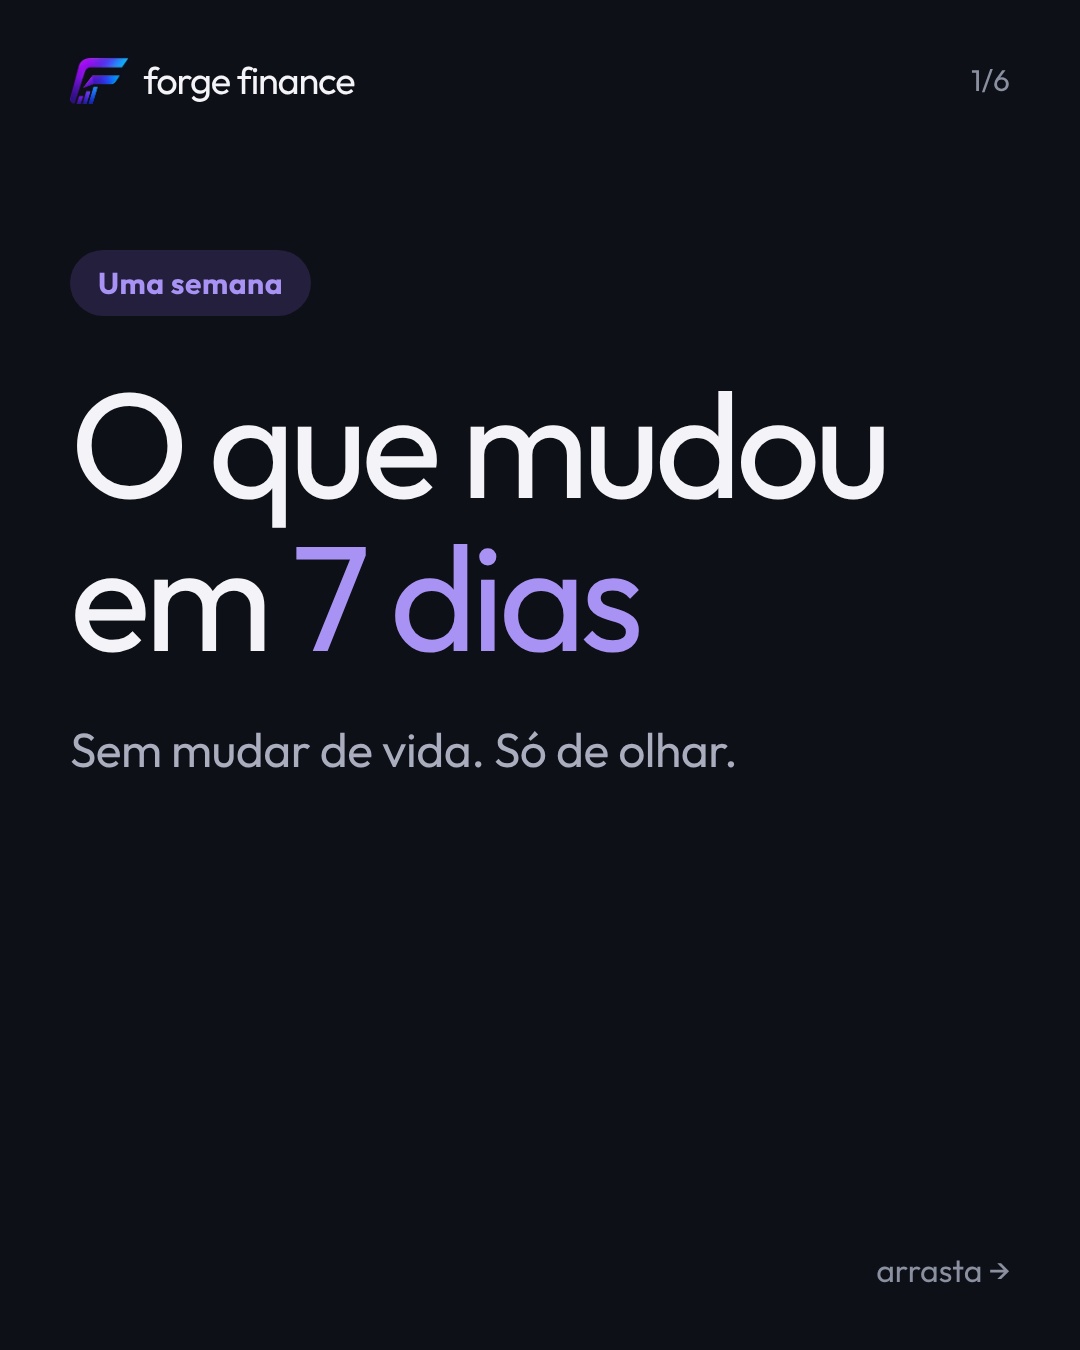 forge finance
1/6
Uma semana
O que mudou
em 7 dias
Sem mudar de vida. Só de olhar.
arrasta →